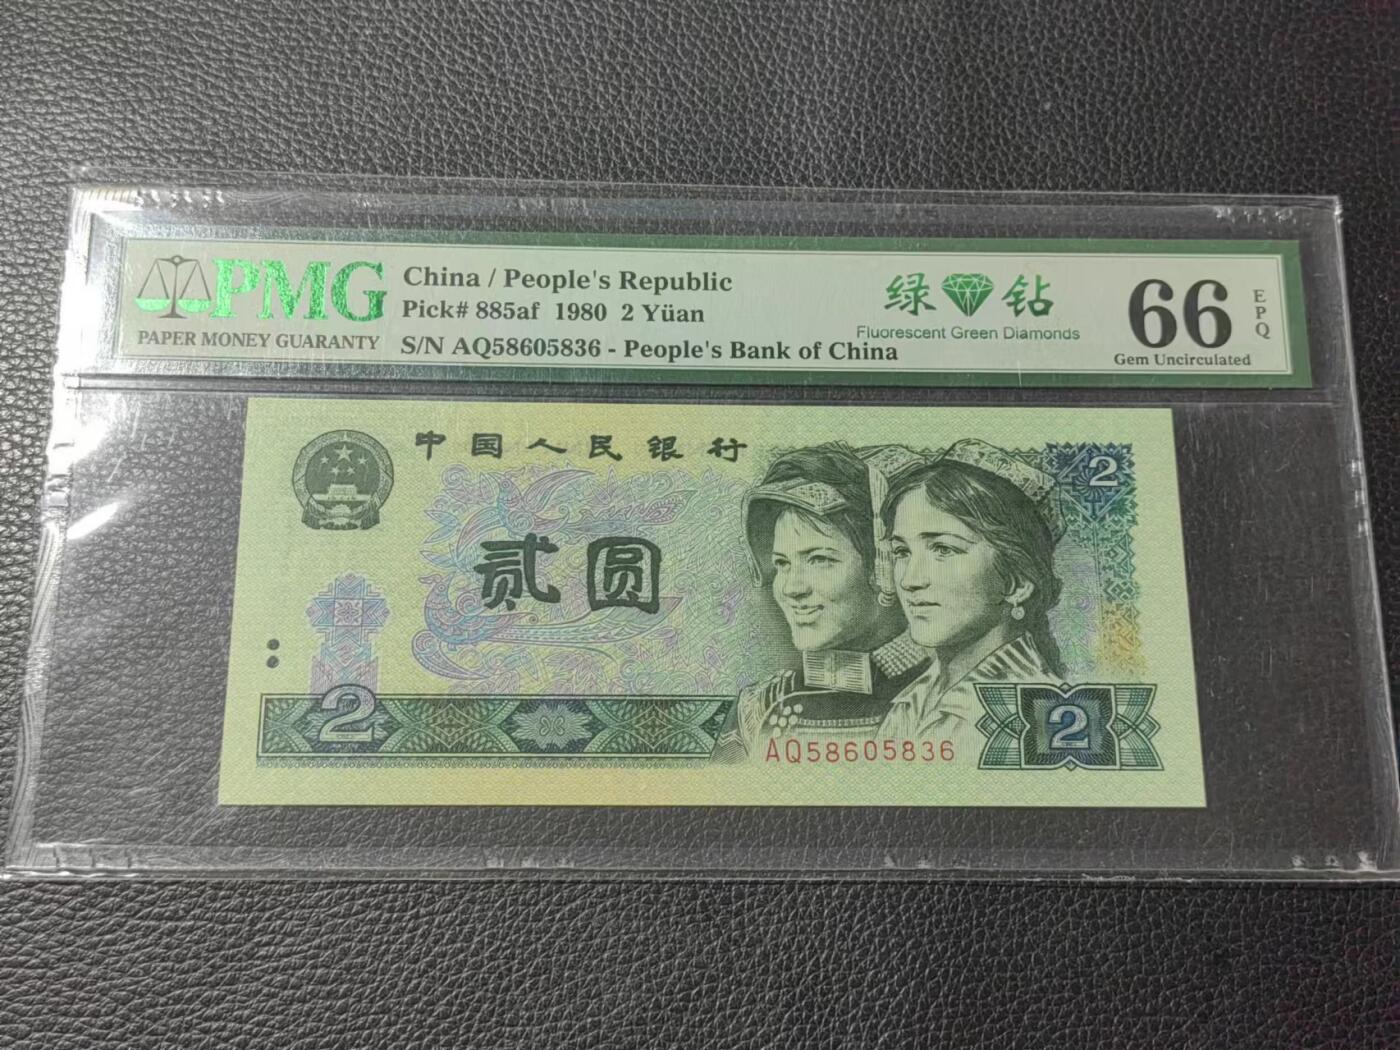 PMG
PAPER MONEY GUARANTY
China / People's Republic
Pick# 885af 1980 2 Yüan
S/N AQ58605836 - People's Bank of China
绿钻
Fluorescent Green Diamonds
66
EPQ
Gem Uncirculated
中国人民银行
2
贰圆
2
AQ58605836
2